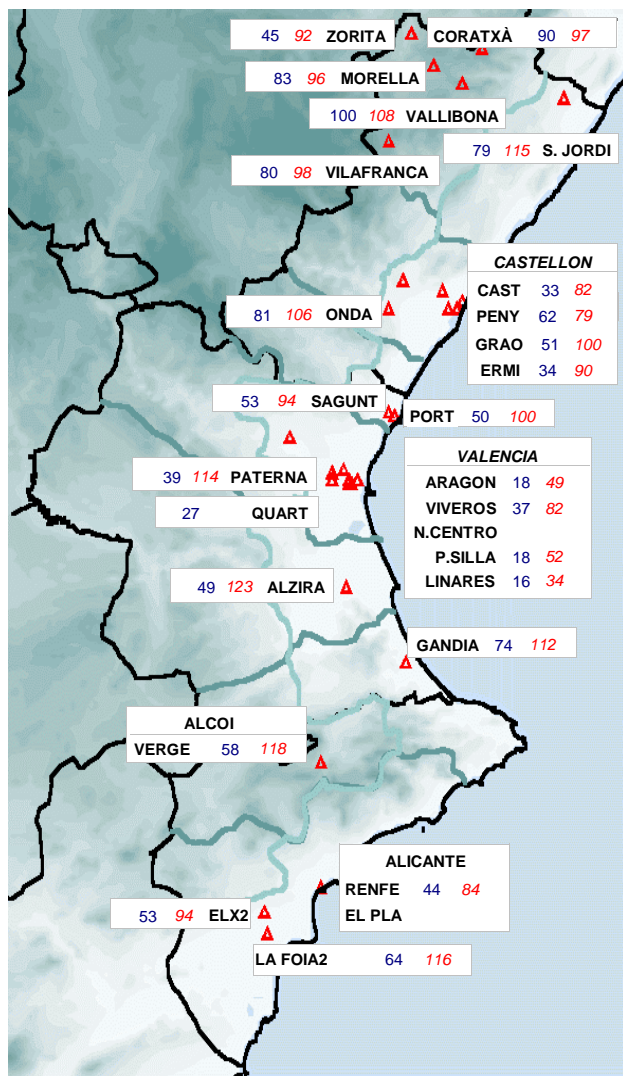 45 92 ZORITA
CORATXÀ 90 97
83 96 MORELLA
100 108 VALLIBONA
79 115 S. JORDI
80 98 VILAFRANCA
CASTELLON
CAST 33 82
PENY 62 79
GRAO 51 100
ERMI 34 90
81 106 ONDA
53 94 SAGUNT
PORT 50 100
VALENCIA
ARAGON 18 49
VIVEROS 37 82
N.CENTRO
P.SILLA 18 52
LINARES 16 34
39 114 PATERNA
27 QUART
49 123 ALZIRA
GANDIA 74 112
ALCOI
VERGE 58 118
ALICANTE
RENFE 44 84
EL PLA
53 94 ELX2
LA FOIA2 64 116